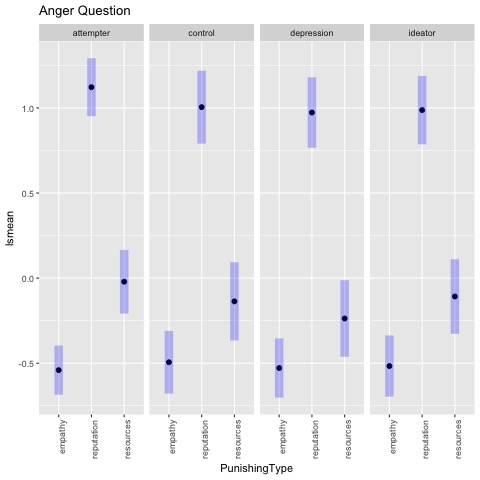 Anger Question
attempter control depression ideator
lsmean
1.0
0.5
0.0
-0.5
empathy reputation resources empathy reputation resources empathy reputation resources empathy reputation resources
PunishingType